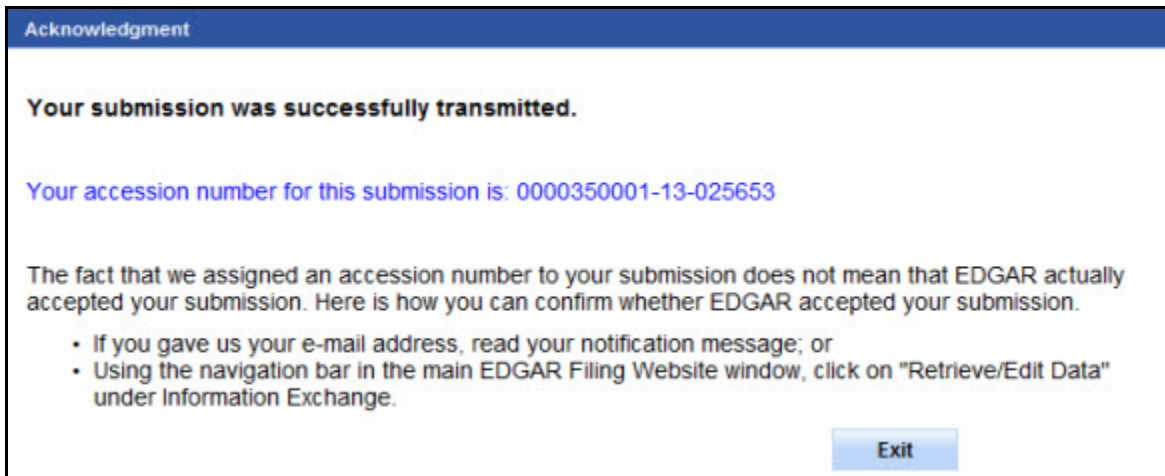 Acknowledgment
Your submission was successfully transmitted.
Your accession number for this submission is: 0000350001-13-025653
The fact that we assigned an accession number to your submission does not mean that EDGAR actually
accepted your submission. Here is how you can confirm whether EDGAR accepted your submission.
• If you gave us your e-mail address, read your notification message; or
• Using the navigation bar in the main EDGAR Filing Website window, click on "Retrieve/Edit Data"
under Information Exchange.
Exit